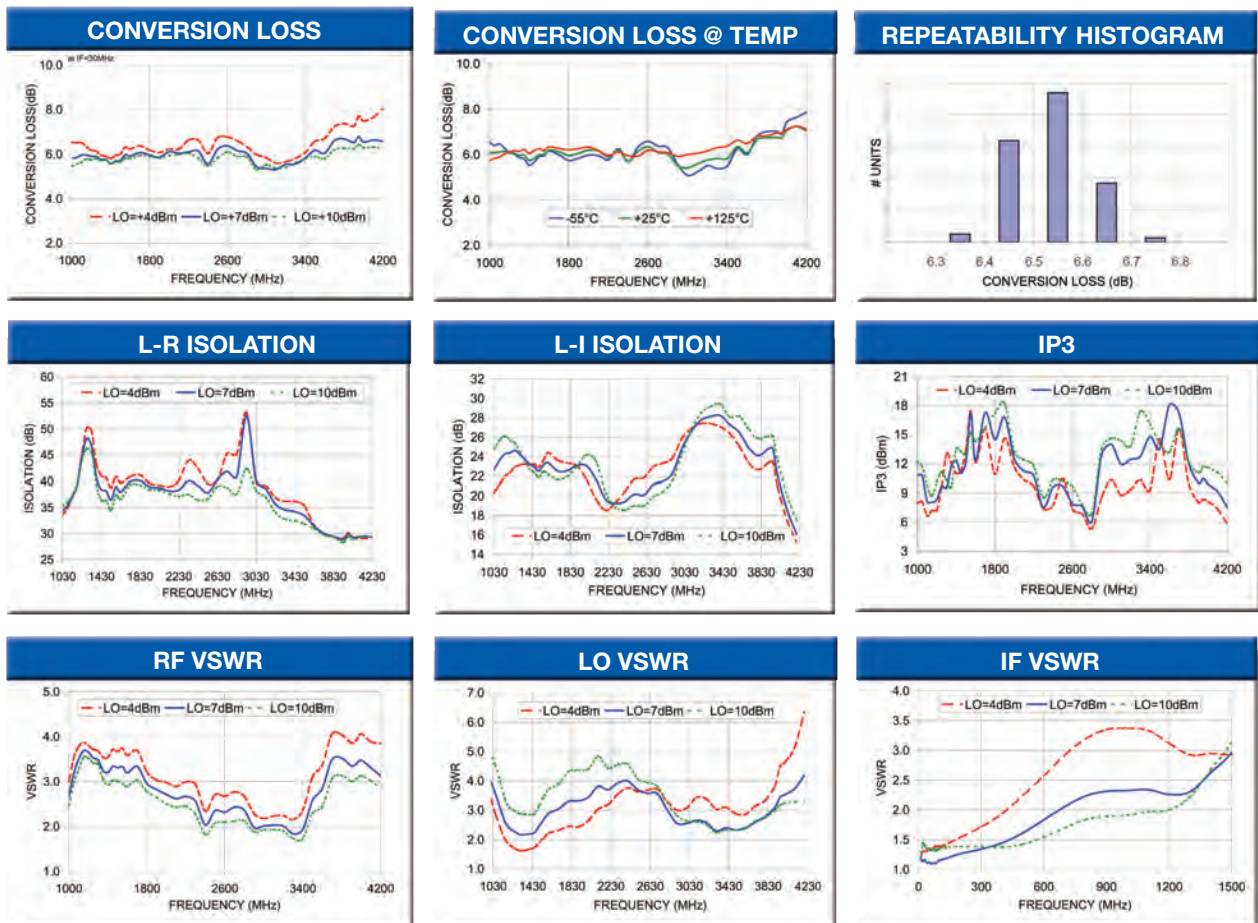 CONVERSION LOSS
@ IF=30MHz
CONVERSION LOSS(dB)
10.0
8.0
6.0
4.0
2.0
LO=+4dBm LO=+7dBm LO=+10dBm
1000 1800 2600 3400 4200
FREQUENCY (MHz)
CONVERSION LOSS @ TEMP
CONVERSION LOSS(dB)
10.0
8.0
6.0
4.0
2.0
-55°C +25°C +125°C
1000 1800 2600 3400 4200
FREQUENCY (MHz)
REPEATABILITY HISTOGRAM
# UNITS
6.3 6.4 6.5 6.6 6.7 6.8
CONVERSION LOSS (dB)
L-R ISOLATION
ISOLATION (dB)
60
55
50
45
40
35
30
25
LO=4dBm LO=7dBm LO=10dBm
1030 1430 1830 2230 2630 3030 3430 3830 4230
FREQUENCY (MHz)
L-I ISOLATION
ISOLATION (dB)
32
30
28
26
24
22
20
18
16
14
LO=4dBm LO=7dBm LO=10dBm
1030 1430 1830 2230 2630 3030 3430 3830 4230
FREQUENCY (MHz)
IP3
IP3 (dBm)
21
18
15
12
9
6
3
LO=4dBm LO=7dBm LO=10dBm
1000 1800 2600 3400 4200
FREQUENCY (MHz)
RF VSWR
VSWR
5.0
4.0
3.0
2.0
1.0
LO=4dBm LO=7dBm LO=10dBm
1000 1800 2600 3400 4200
FREQUENCY (MHz)
LO VSWR
VSWR
7.0
6.0
5.0
4.0
3.0
2.0
1.0
LO=4dBm LO=7dBm LO=10dBm
1030 1430 1830 2230 2630 3030 3430 3830 4230
FREQUENCY (MHz)
IF VSWR
VSWR
4.0
3.5
3.0
2.5
2.0
1.5
1.0
LO=4dBm LO=7dBm LO=10dBm
0 300 600 900 1200 1500
FREQUENCY (MHz)